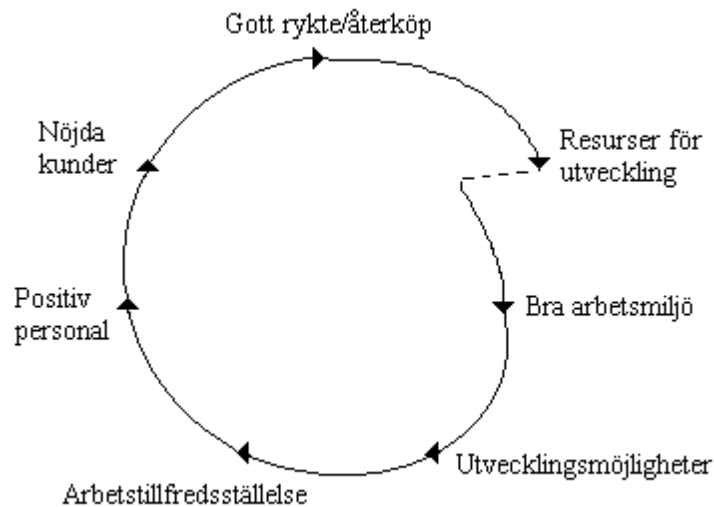 Gott rykte/återköp
Resurser för
utveckling
Bra arbetsmiljö
Utvecklingsmöjligheter
Arbetstillfredsställelse
Positiv
personal
Nöjda
kunder